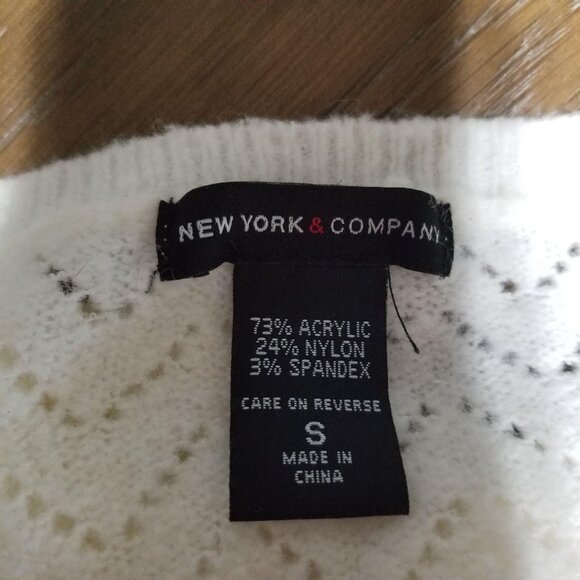 NEW YORK & COMPANY
73% ACRYLIC
24% NYLON
3% SPANDEX
CARE ON REVERSE
S
MADE IN
CHINA